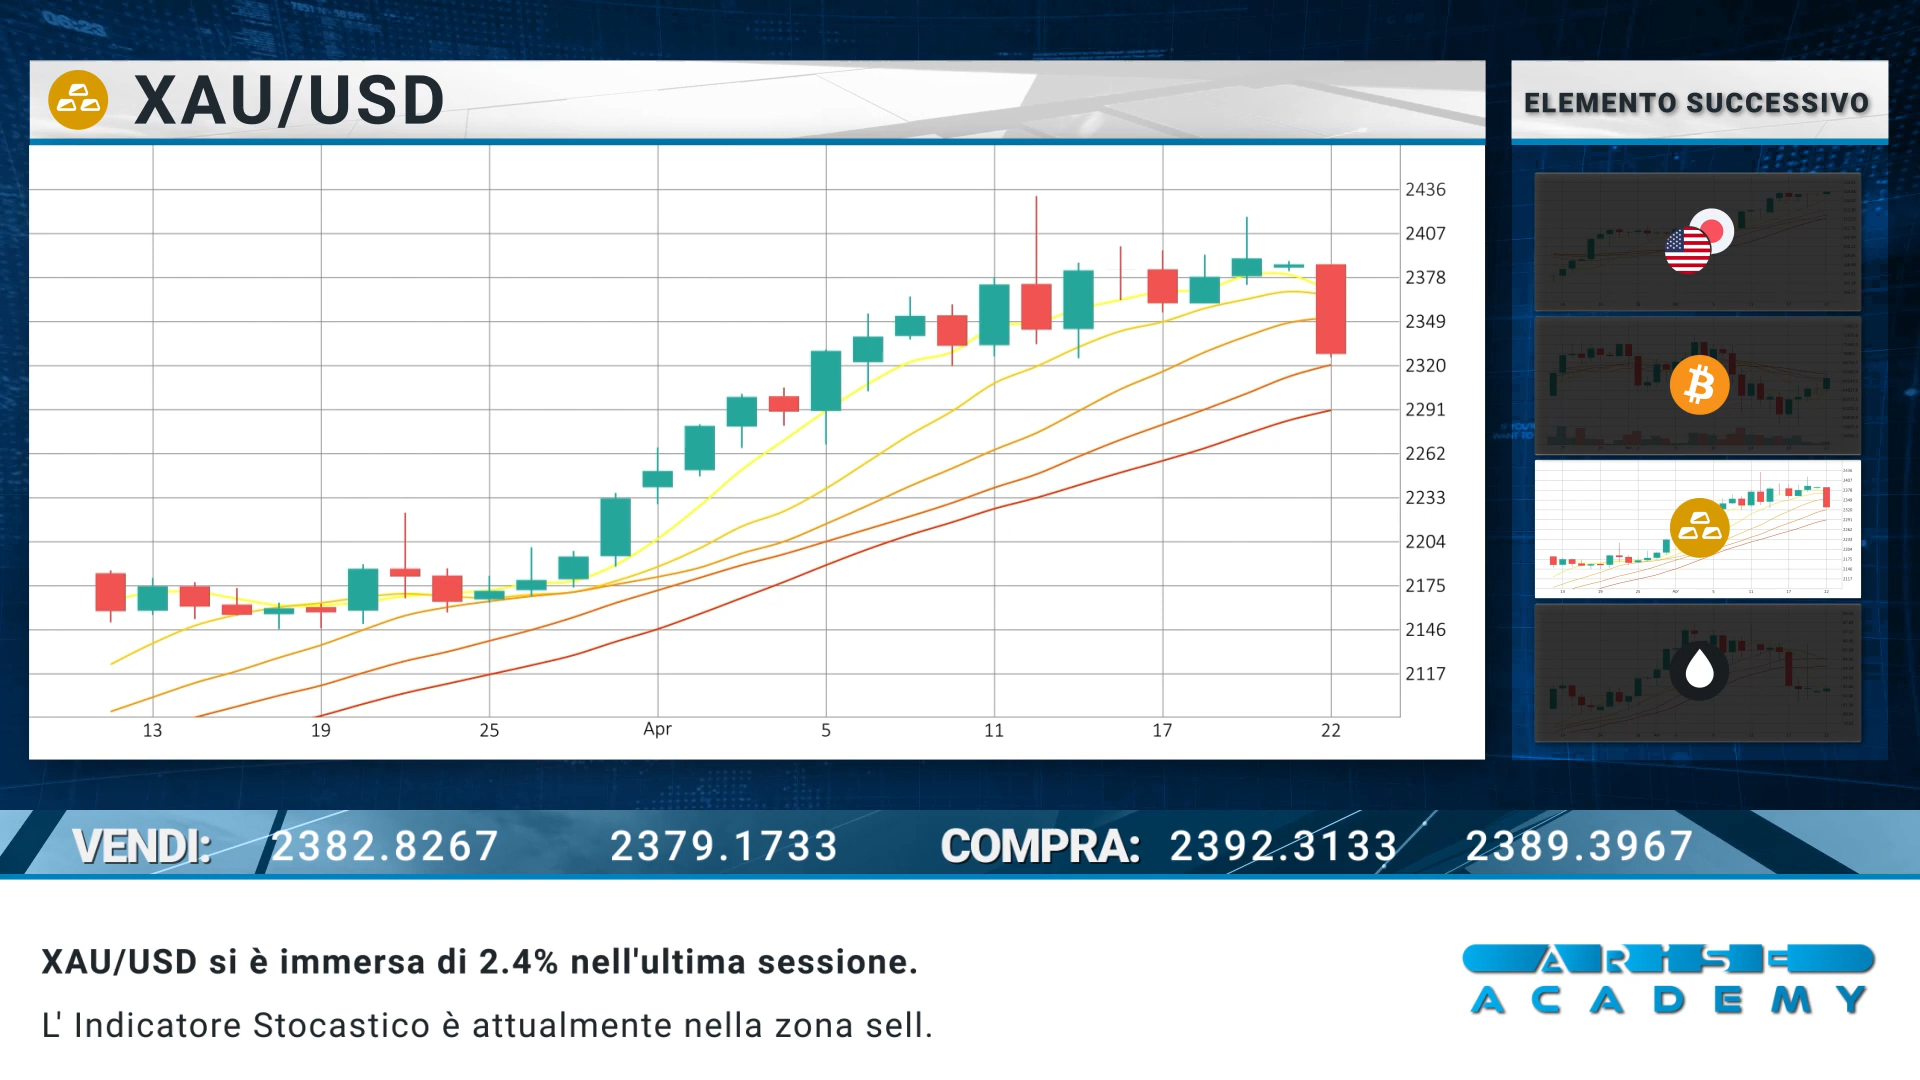 XAU/USD
ELEMENTO SUCCESSIVO
2436
2407
2378
2349
2320
2291
2262
2233
2204
2175
2146
2117
13 19 25 Apr 5 11 17 22
VENDI: 2382.8267 2379.1733 COMPRA: 2392.3133 2389.3967
XAU/USD si è immersa di 2.4% nell'ultima sessione.
L' Indicatore Stocastico è attualmente nella zona sell.
ARISE
ACADEMY